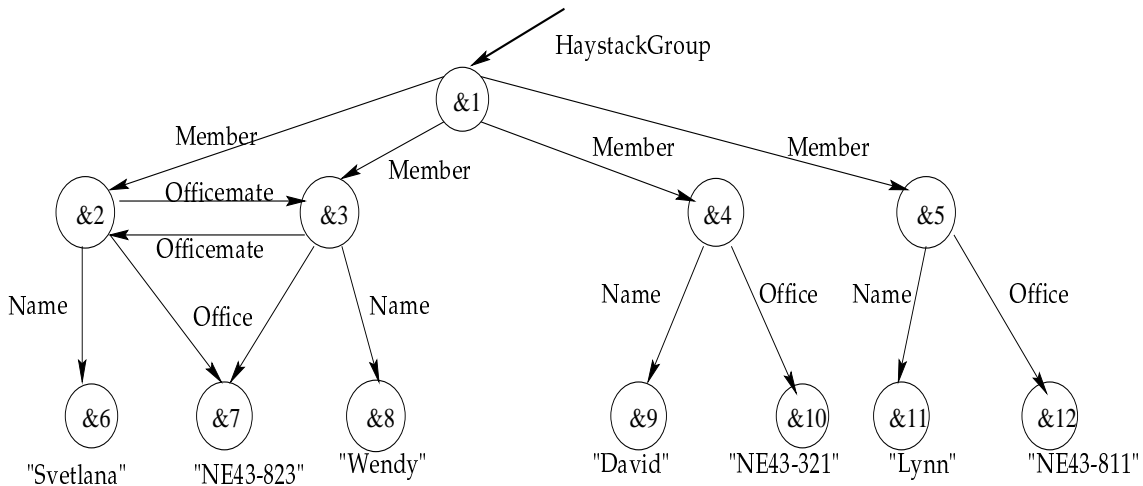 HaystackGroup
&1
Member
Member
Member
Member
Officemate
&2
&3
&4
&5
Officemate
Name
Office
Name
Name
Office
Name
Office
&6
&7
&8
&9
&10
&11
&12
"Svetlana"
"NE43-823"
"Wendy"
"David"
"NE43-321"
"Lynn"
"NE43-811"